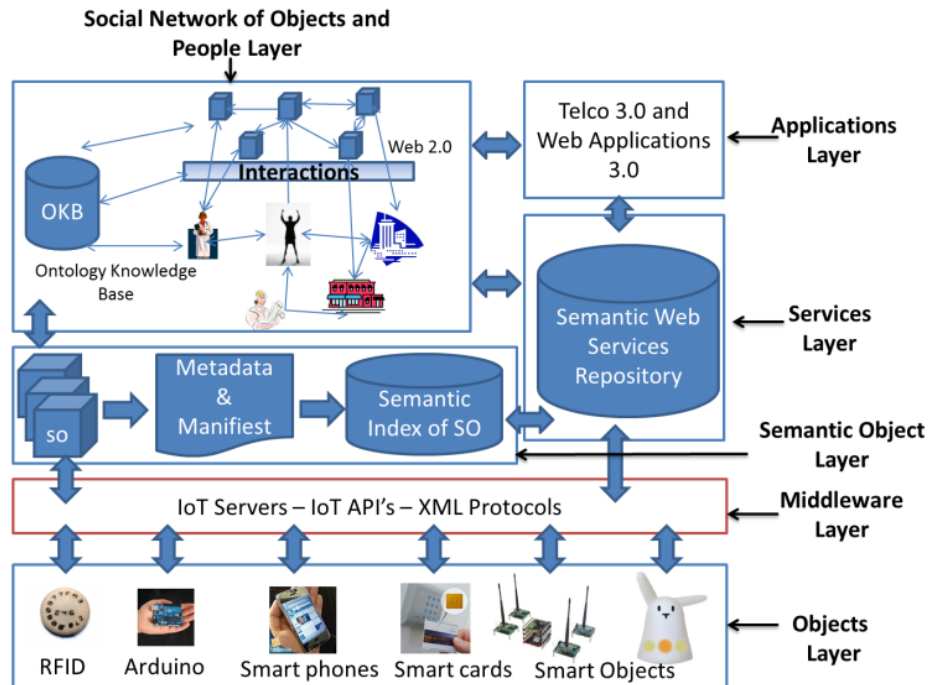 Social Network of Objects and
People Layer
Web 2.0
Interactions
OKB
Ontology Knowledge
Base
Telco 3.0 and
Web Applications
3.0
Applications
Layer
Semantic Web
Services
Repository
Services
Layer
so
Metadata
&
Manifiest
Semantic
Index of SO
Semantic Object
Layer
IoT Servers – IoT API's – XML Protocols
Middleware
Layer
RFID
Arduino
Smart phones
Smart cards
Smart Objects
Objects
Layer